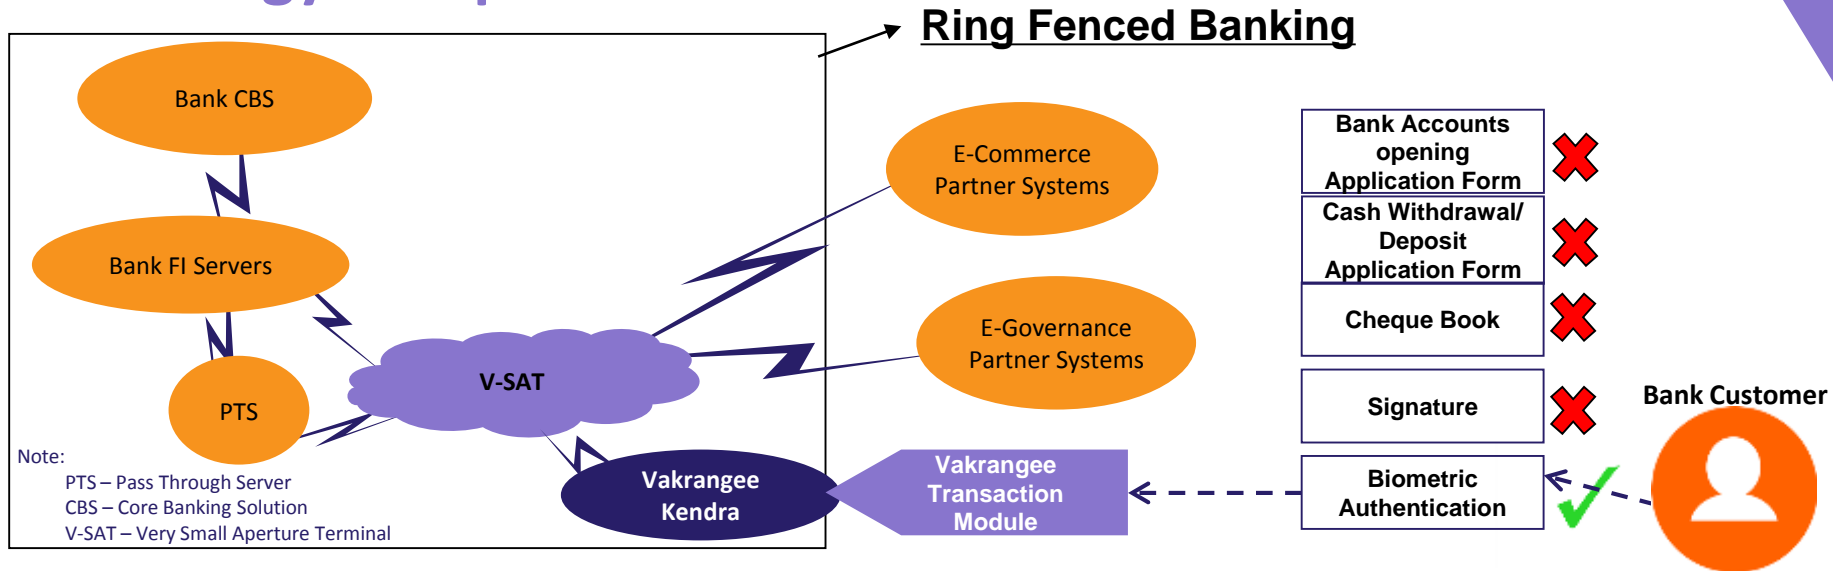 Ring Fenced Banking
Bank CBS
Bank FI Servers
PTS
V-SAT
Note:
PTS – Pass Through Server
CBS – Core Banking Solution
V-SAT – Very Small Aperture Terminal
Vakrangee
Kendra
E-Commerce
Partner Systems
E-Governance
Partner Systems
Vakrangee
Transaction
Module
Bank Accounts
opening
Application Form
Cash Withdrawal/
Deposit
Application Form
Cheque Book
Signature
Biometric
Authentication
Bank Customer